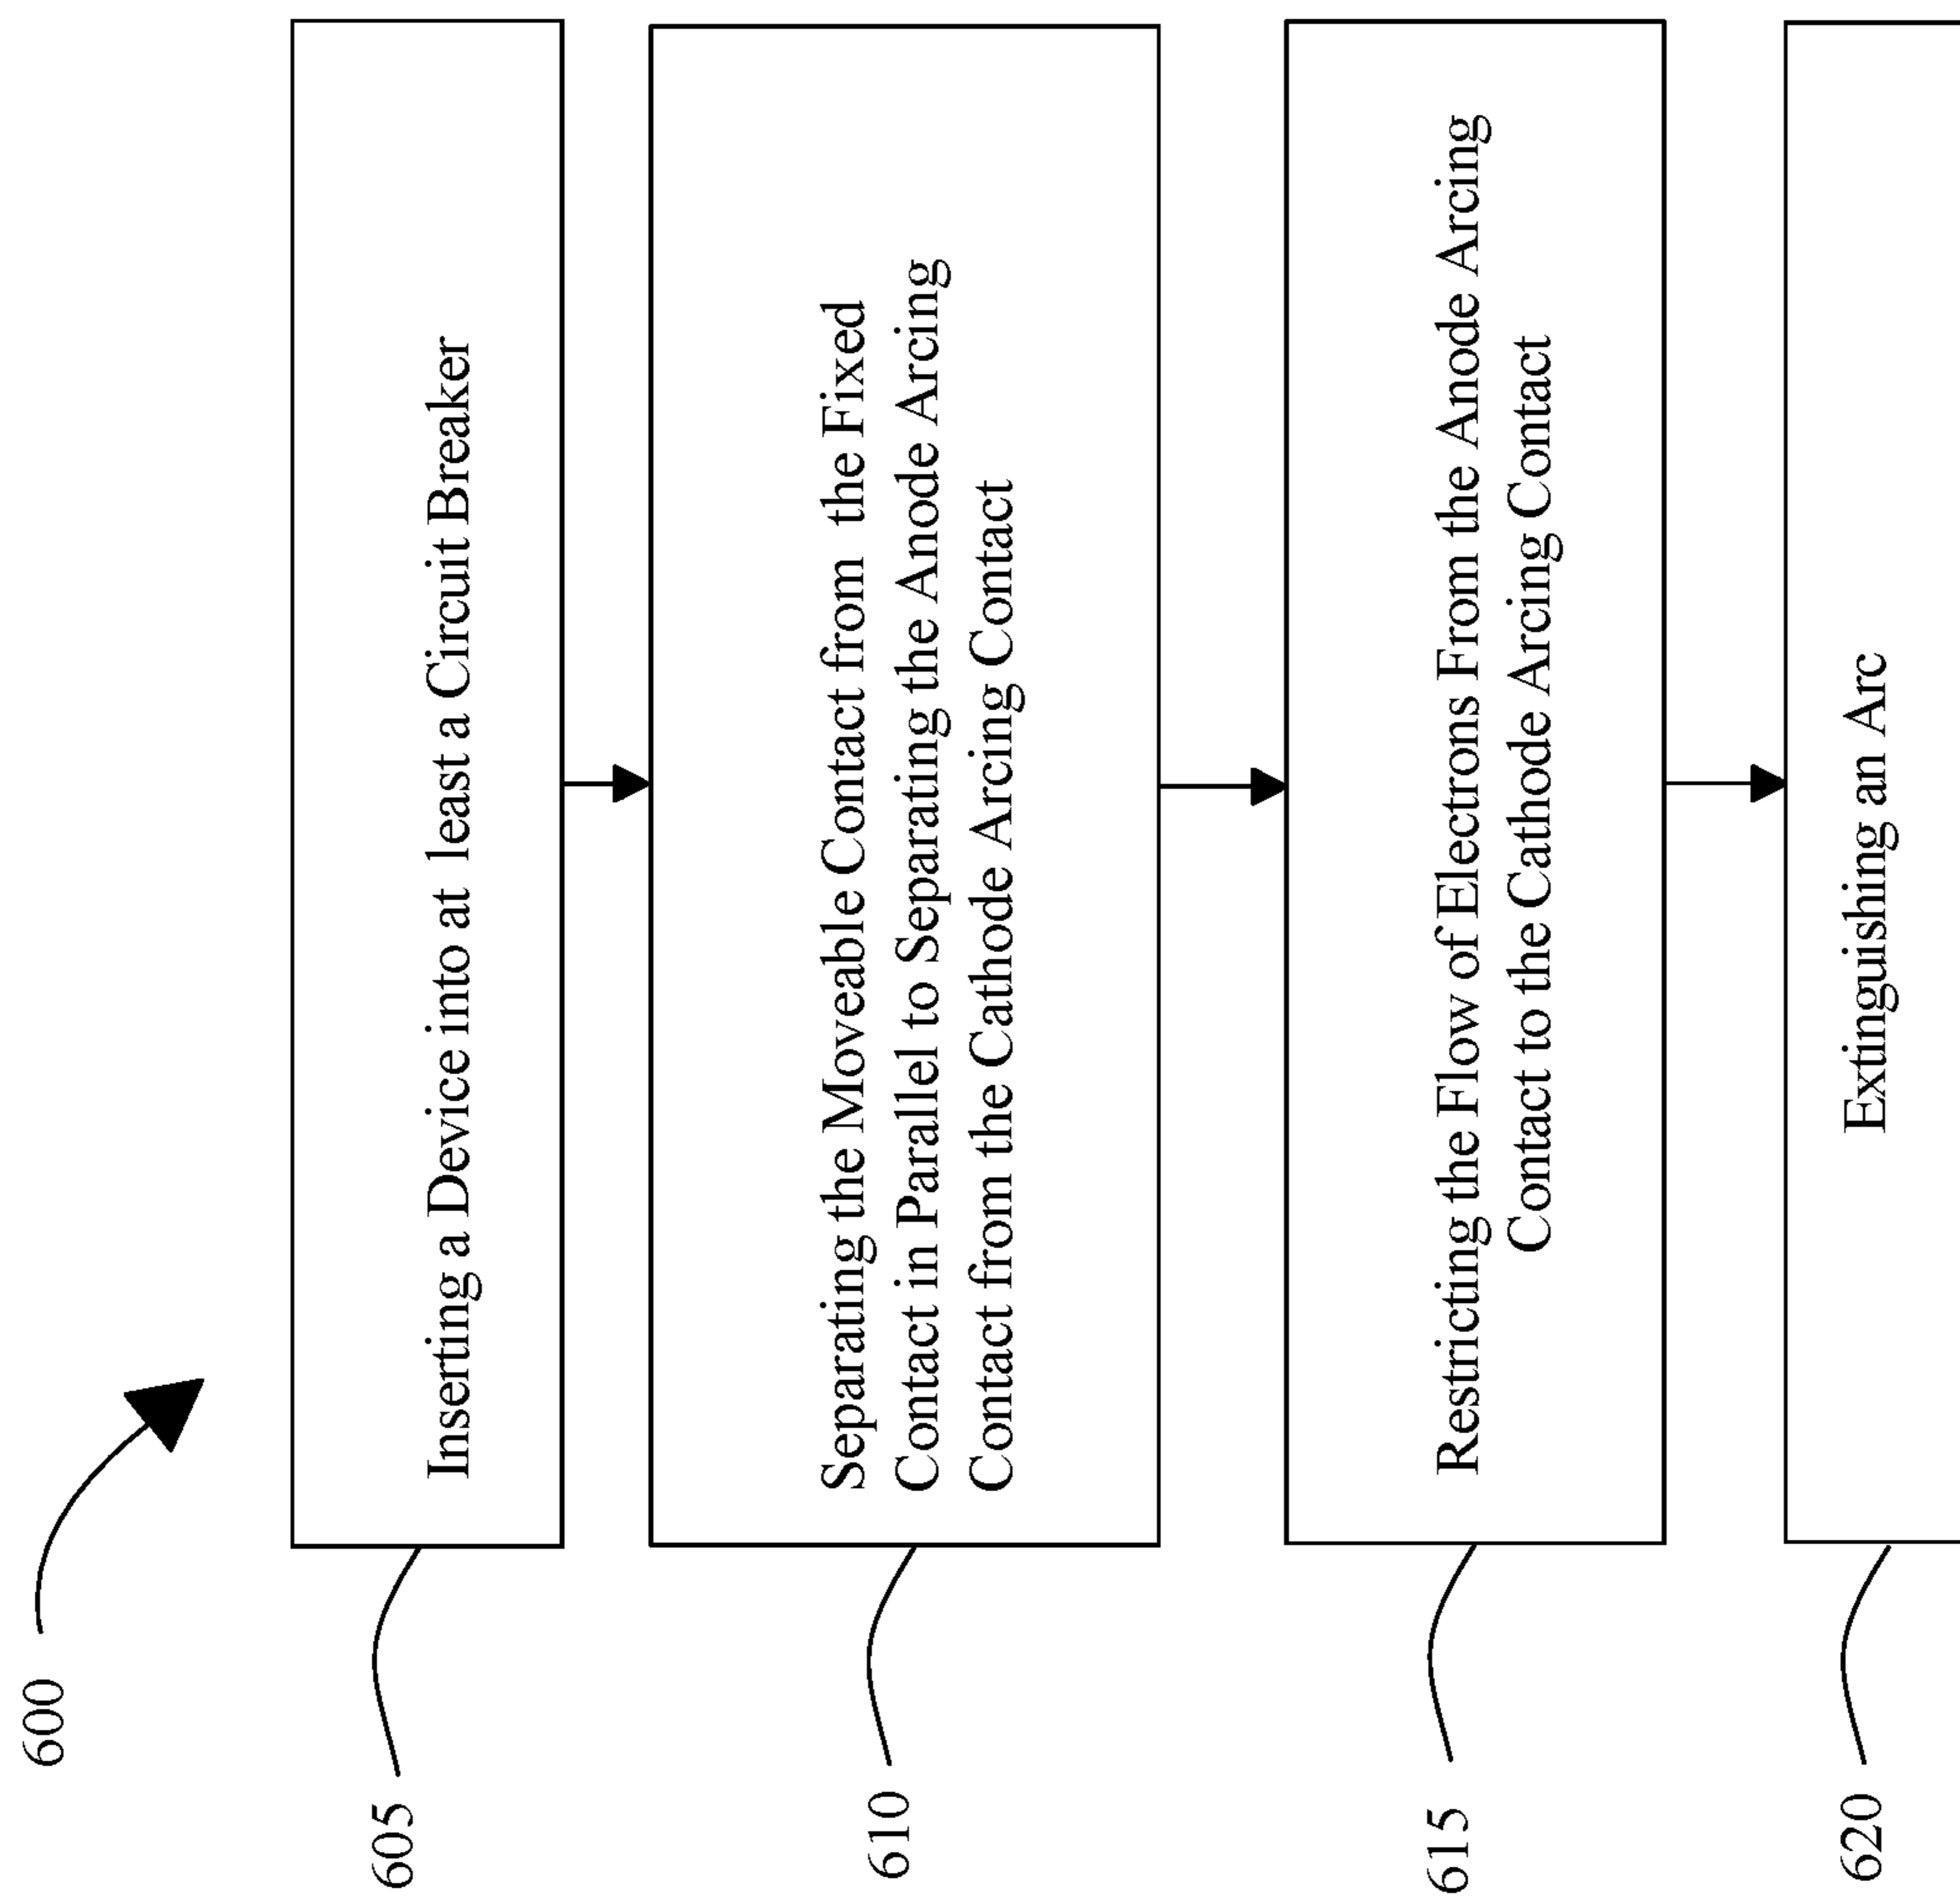 600
605
Inserting a Device into at least a Circuit Breaker
610
Separating the Moveable Contact from the Fixed
Contact in Parallel to Separating the Anode Arcing
Contact from the Cathode Arcing Contact
615
Restricting the Flow of Electrons From the Anode Arcing
Contact to the Cathode Arcing Contact
620
Extinguishing an Arc